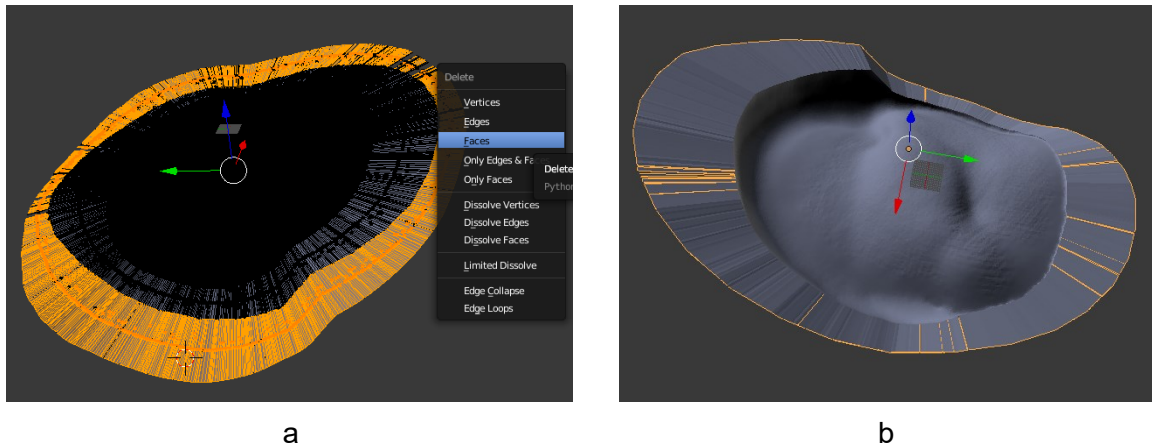 Delete
Vertices
Edges
Faces
Only Edges &
Delete
Only Faces
Python
Dissolve Vertices
Dissolve Edges
Dissolve Faces
Limited Dissolve
Edge Collapse
Edge Loops
a
b